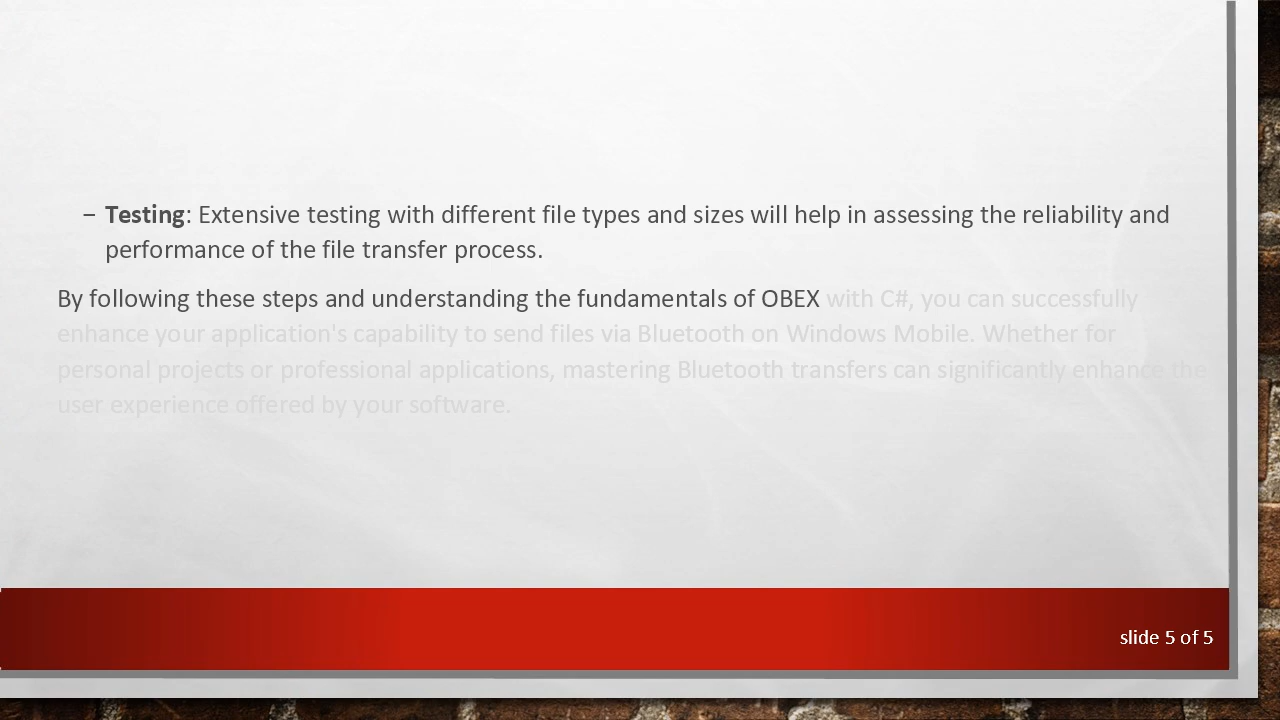 − Testing: Extensive testing with different file types and sizes will help in assessing the reliability and
performance of the file transfer process.
By following these steps and understanding the fundamentals of OBEX with C#, you can successfully
enhance your application's capability to send files via Bluetooth on Windows Mobile. Whether for
personal projects or professional applications, mastering Bluetooth transfers can significantly enhance the
user experience offered by your software.
slide 5 of 5